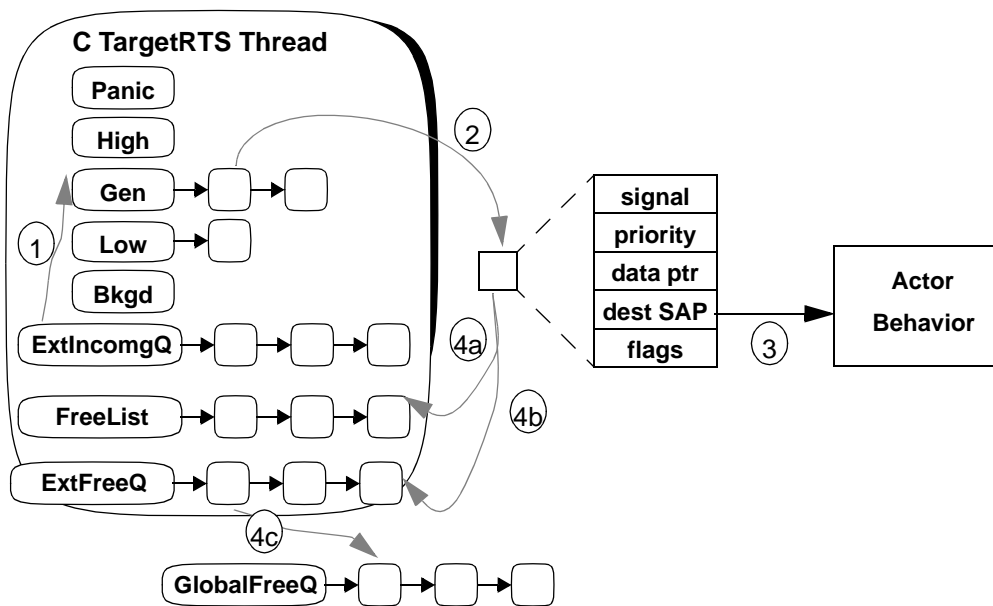 C TargetRTS Thread
Panic
High
Gen
Low
Bkgd
ExtIncomgQ
FreeList
ExtFreeQ
GlobalFreeQ
1
2
signal
priority
data ptr
dest SAP
flags
3
Actor
Behavior
4a
4b
4c